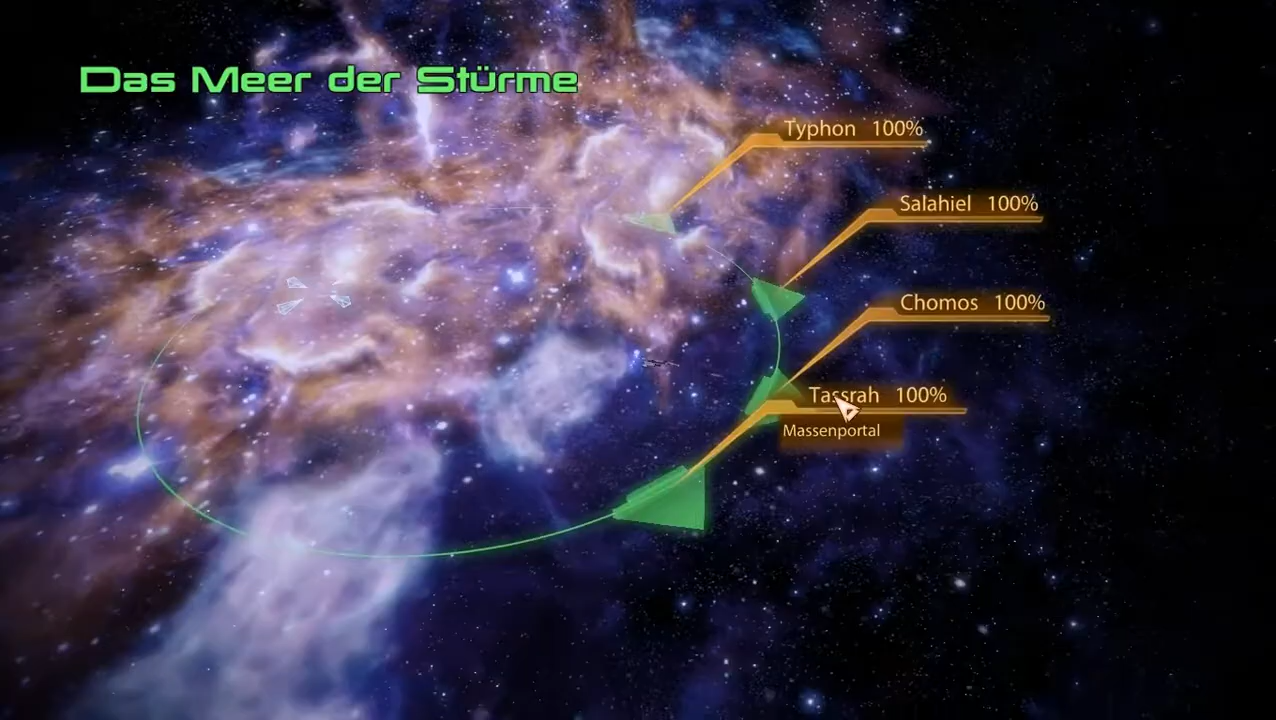 Das Meer der Stürme
Typhon 100%
Salahiel 100%
Chomos 100%
Tassrah 100%
Massenportal